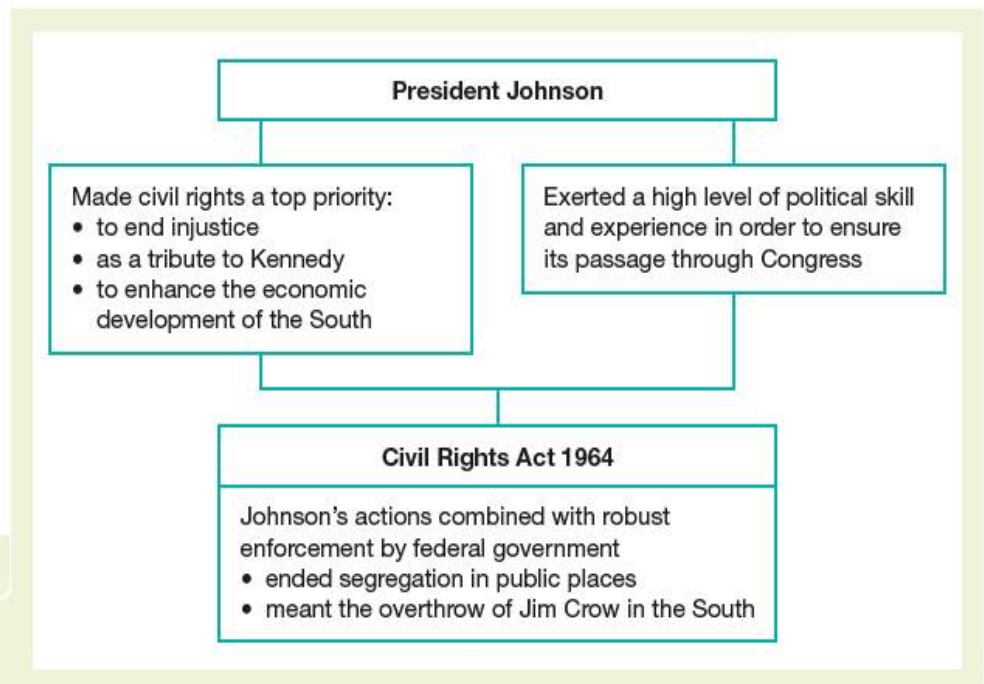 President Johnson
Made civil rights a top priority:
• to end injustice
• as a tribute to Kennedy
• to enhance the economic
development of the South
Exerted a high level of political skill
and experience in order to ensure
its passage through Congress
Civil Rights Act 1964
Johnson’s actions combined with robust
enforcement by federal government
• ended segregation in public places
• meant the overthrow of Jim Crow in the South